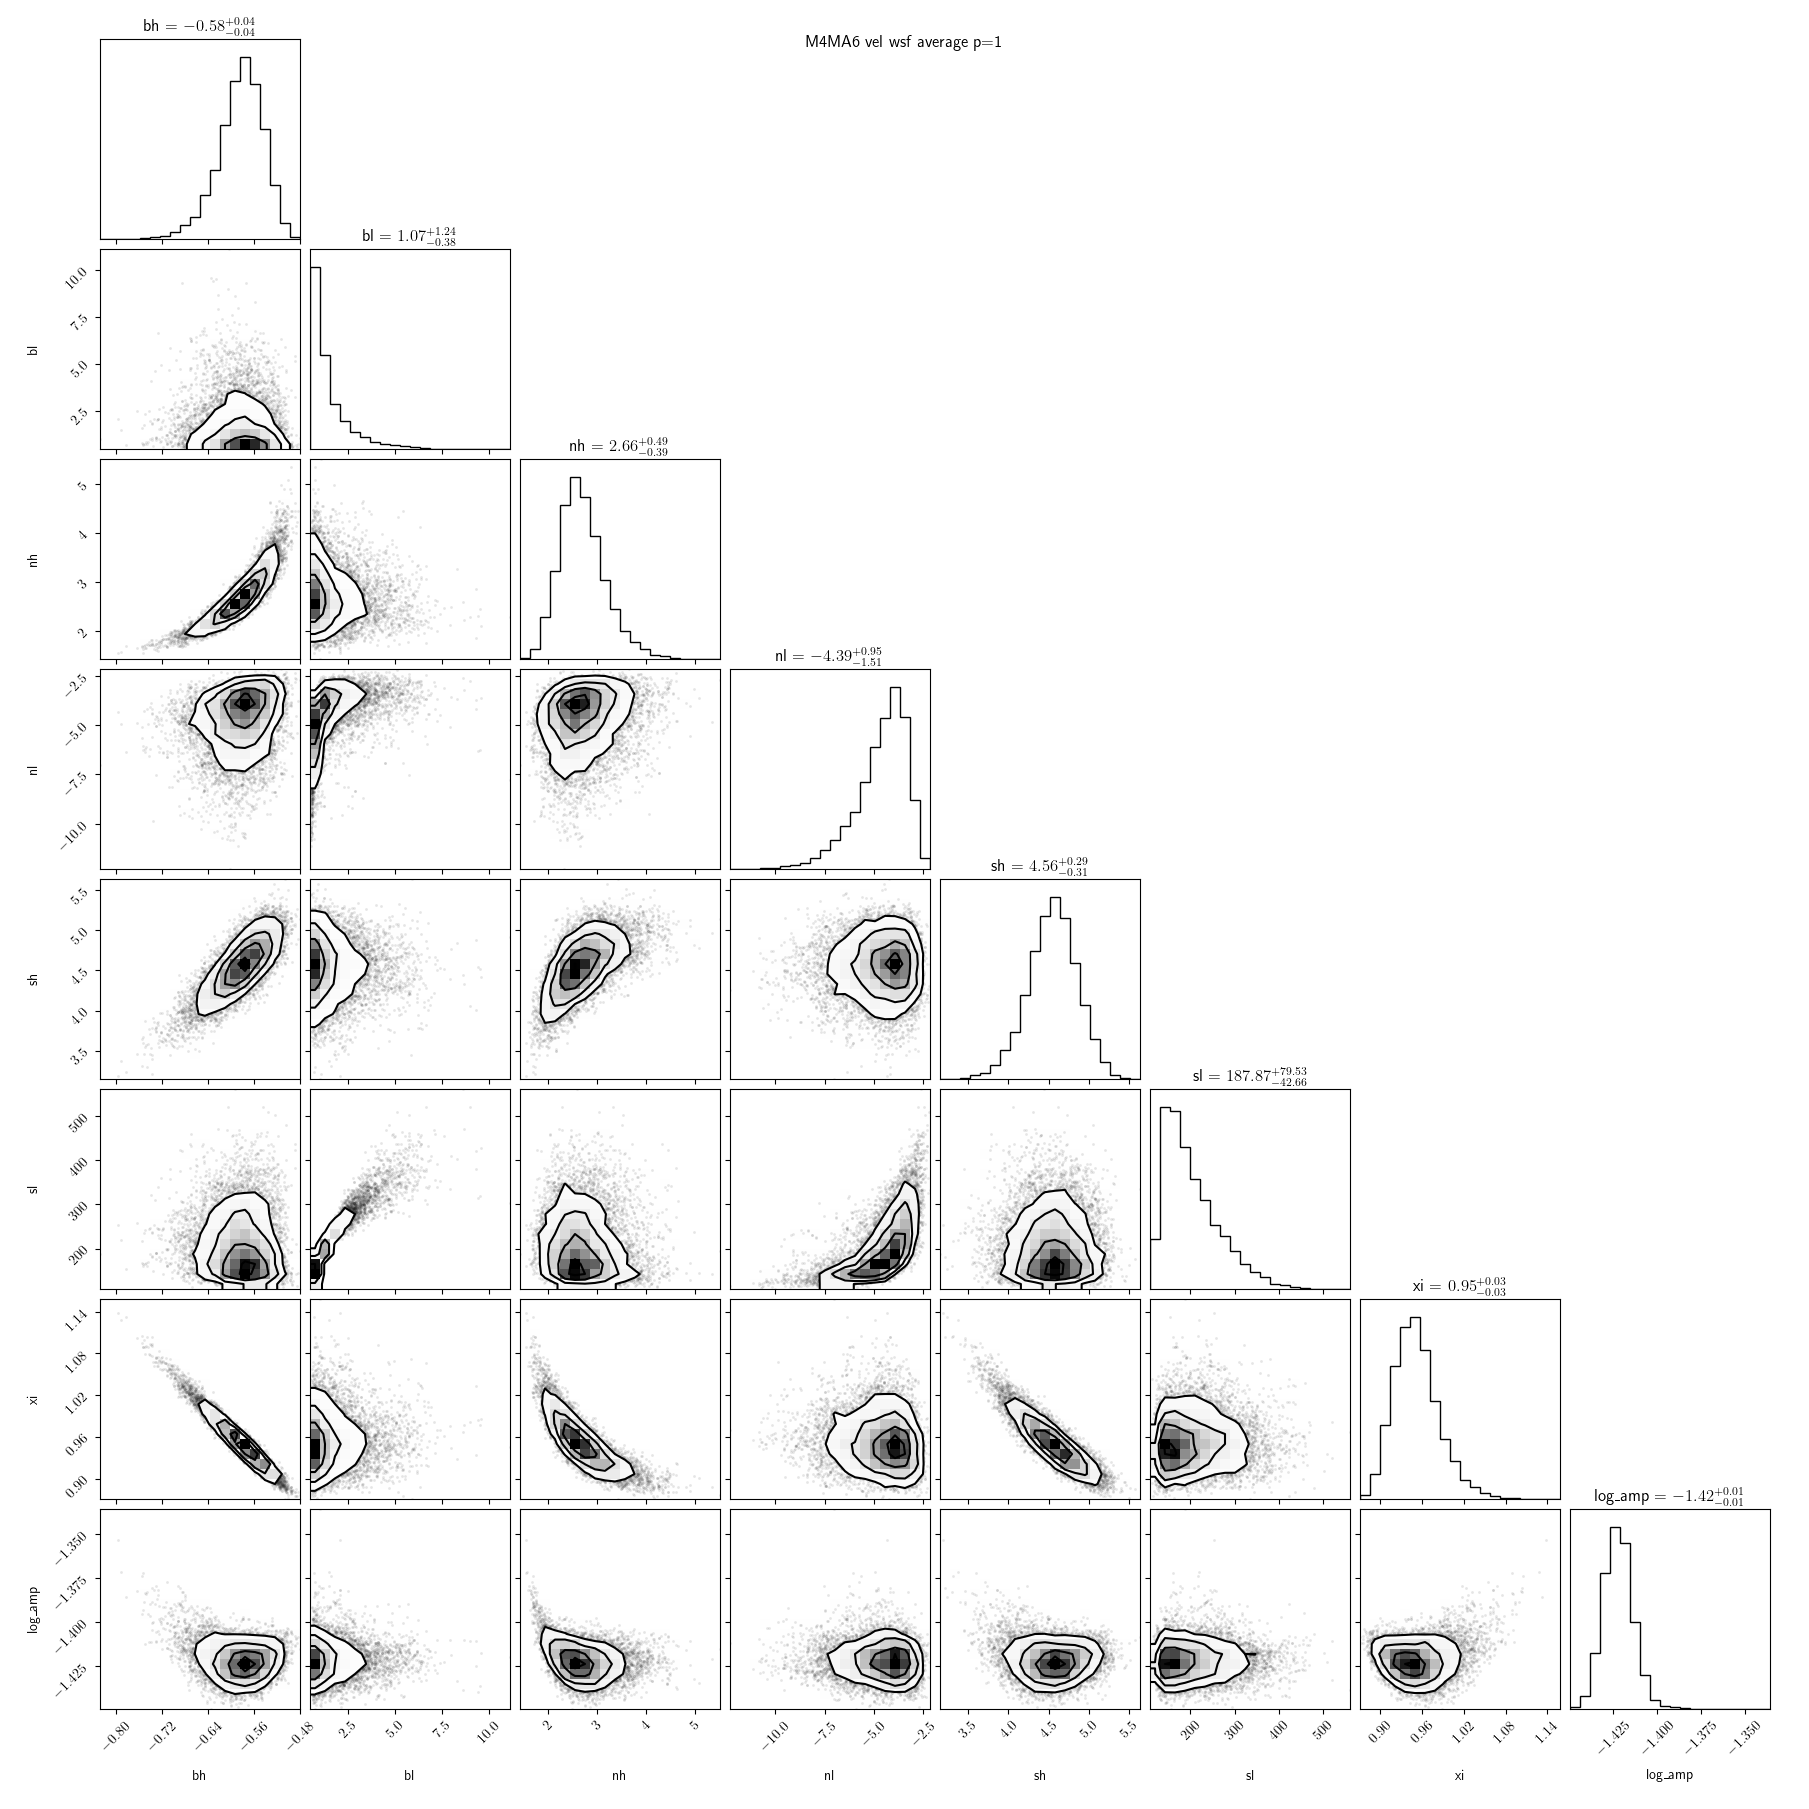 M4MA6 vel wsf average p=1
bh = −0.58+0.04 −0.04
bl = 1.07+1.24 −0.38
10.0
7.5
5.0
2.5
bl
nh = 2.66+0.49 −0.39
5
4
3
2
nh
nl = −4.39+0.95 −1.51
−2.5
−5.0
−7.5
−10.0
nl
sh = 4.56+0.29 −0.31
5.5
5.0
4.5
4.0
3.5
sh
sl = 187.87+79.53 −42.66
500
400
300
200
sl
xi = 0.95+0.03 −0.03
1.14
1.08
1.02
0.96
0.90
xi
log_amp = −1.42+0.01 −0.01
−1.350
−1.375
−1.400
−1.425
log_amp
−0.80 −0.72 −0.64 −0.56 −0.48 2.5 5.0 7.5 10.0 2 3 4 5 −10.0 −7.5 −5.0 −2.5 3.5 4.0 4.5 5.0 5.5 200 300 400 500 0.90 0.96 1.02 1.08 1.14 −1.425 −1.400 −1.375 −1.350
bh bl nh nl sh sl xi log_amp